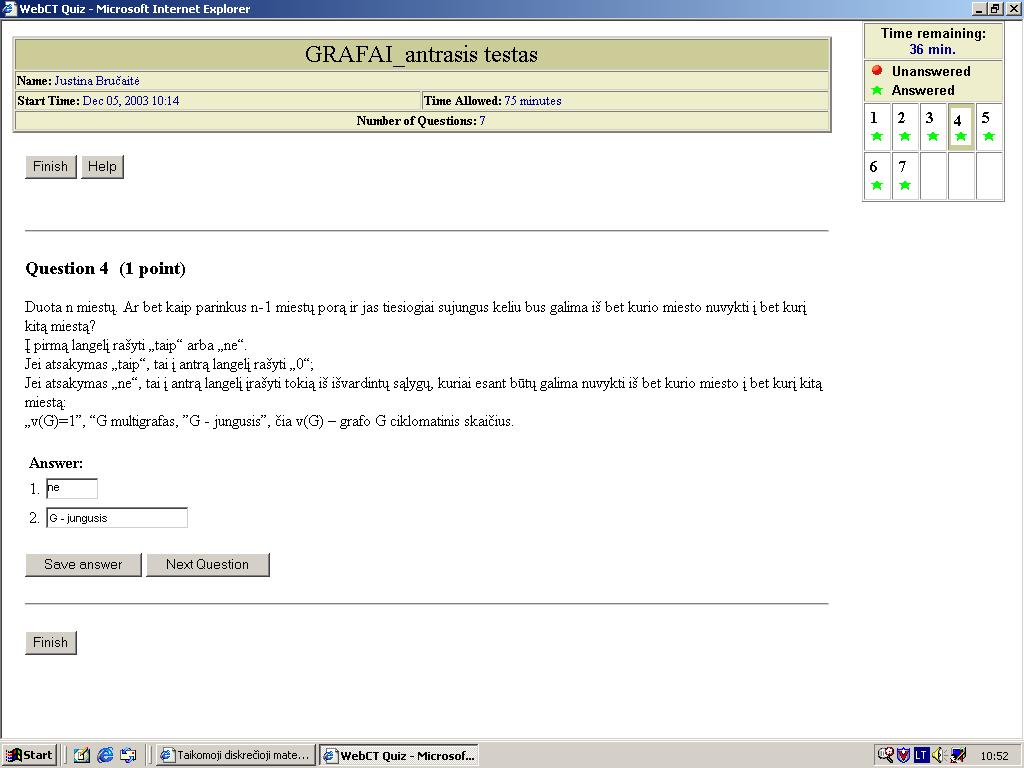 WebCT Quiz - Microsoft Internet Explorer
GRAFAI_antrasis testas
Name: Justina Bručaitė
Start Time: Dec 05, 2003 10:14 Time Allowed: 75 minutes
Number of Questions: 7
Finish Help
Time remaining:
36 min.
Unanswered
Answered
1 2 3 4 5
6 7
Question 4 (1 point)
Duota n miestų. Ar bet kaip parinkus n-1 miestų porą ir jas tiesiogiai sujungus keliu bus galima iš bet kurio miesto nuvykti į bet kurį
kitą miestą?
Į pirmą langelį rašyti „taip“ arba „ne“.
Jei atsakymas „taip“, tai į antrą langelį rašyti „0“;
Jei atsakymas „ne“, tai į antrą langelį įrašyti tokią iš išvardintų sąlygų, kuriai esant būtų galima nuvykti iš bet kurio miesto į bet kurį kitą
miestą:
„v(G)=1”, “G multigrafas, ”G - jungusis”, čia v(G) – grafo G ciklomatinis skaičius.
Answer:
1. ne
2. G - jungusis
Save answer Next Question
Finish
Start Taikomoji diskrečioji mate... WebCT Quiz - Microsof... LT 10:52